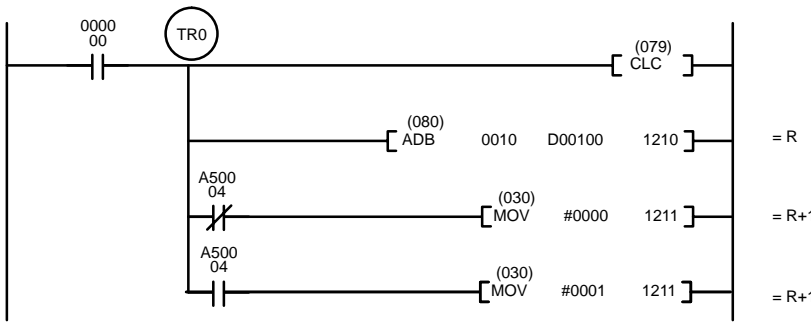 0000
00
TR0
(079)
CLC
(080)
ADB 0010 D00100 1210 = R
A500
04
(030)
MOV #0000 1211 = R+1
A500
04
(030)
MOV #0001 1211 = R+1